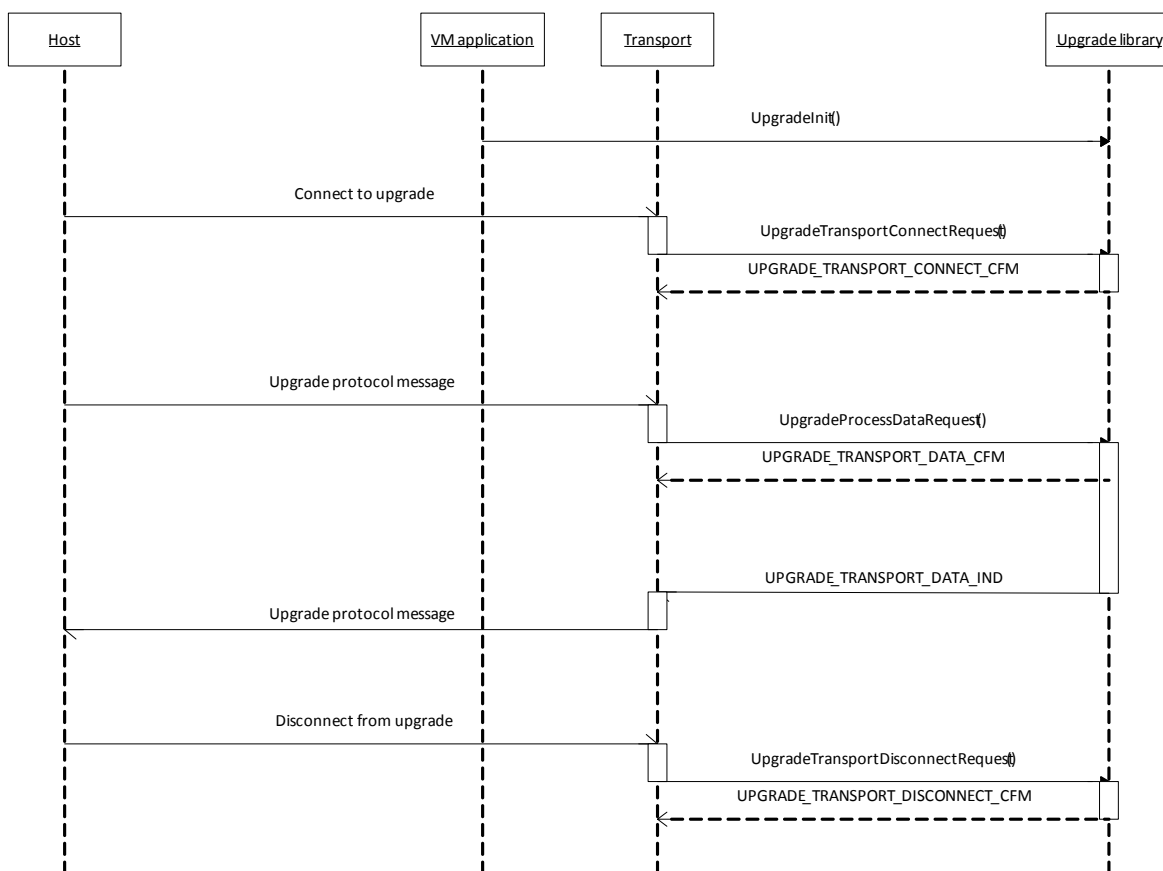 Host
VM application
Transport
Upgrade library
UpgradeInit()
Connect to upgrade
UpgradeTransportConnectRequest()
UPGRADE_TRANSPORT_CONNECT_CFM
Upgrade protocol message
UpgradeProcessDataRequest()
UPGRADE_TRANSPORT_DATA_CFM
UPGRADE_TRANSPORT_DATA_IND
Upgrade protocol message
Disconnect from upgrade
UpgradeTransportDisconnectRequest()
UPGRADE_TRANSPORT_DISCONNECT_CFM